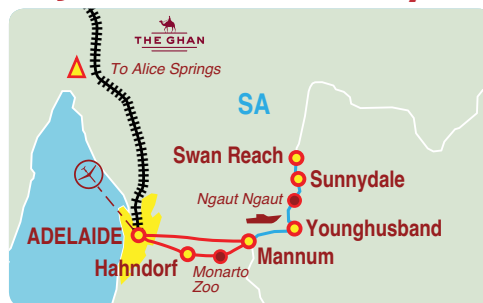 THE GHAN
To Alice Springs
SA
Swan Reach
Sunnydale
Ngaut Ngaut
ADELAIDE
Younghusband
Hahndorf
Mannum
Monarto
Zoo